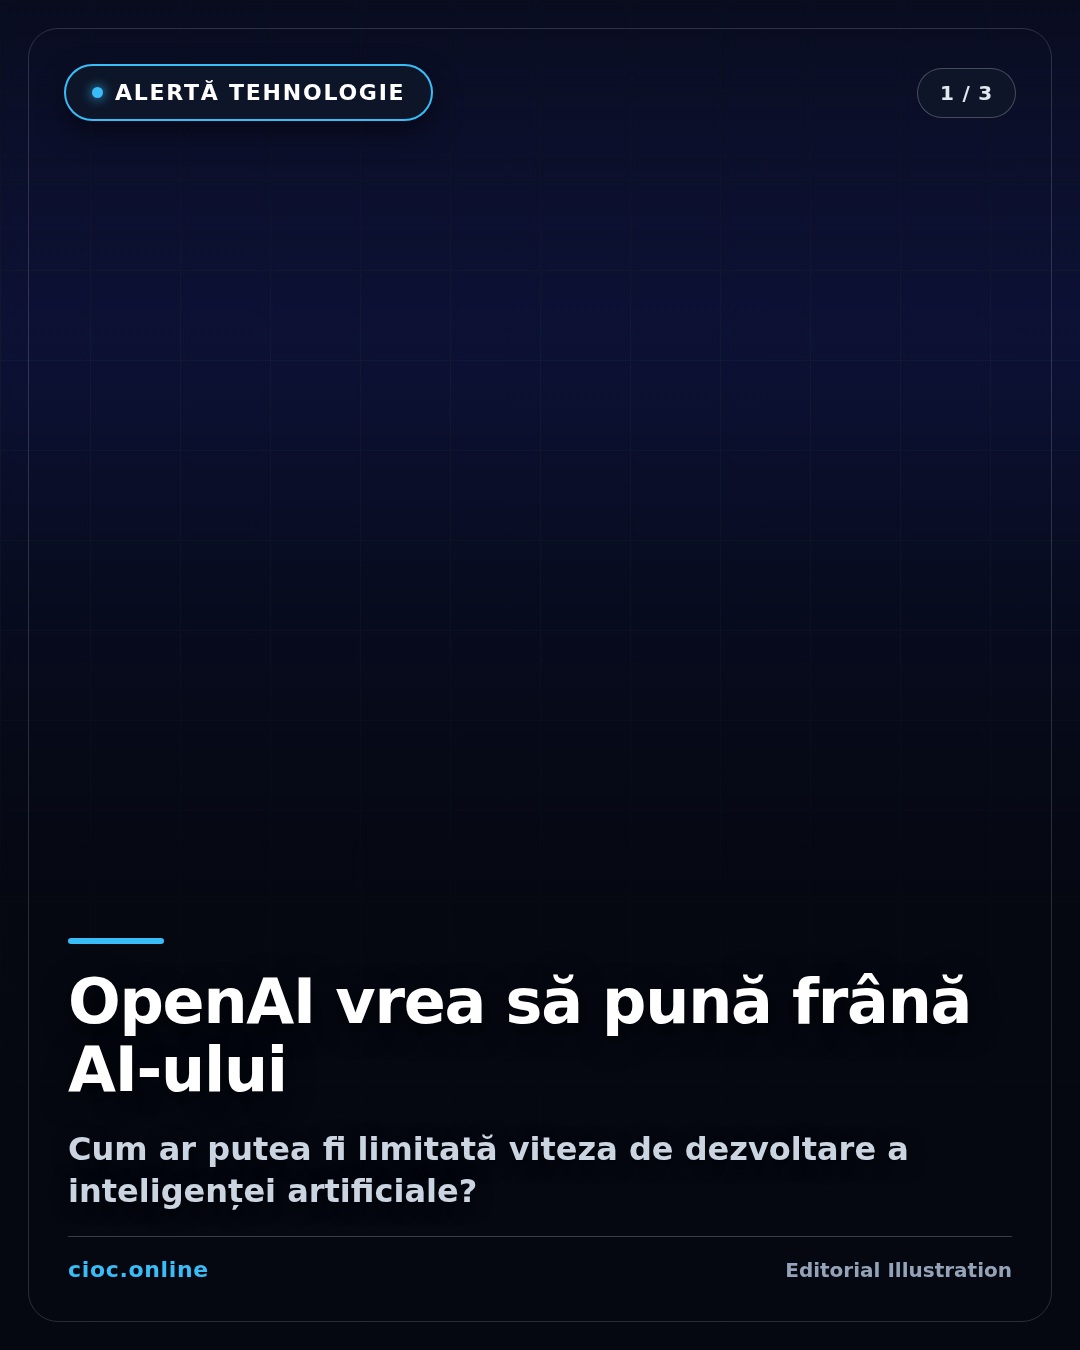 ALERTĂ TEHNOLOGIE
1 / 3
OpenAI vrea să pună frână
AI-ului
Cum ar putea fi limitată viteza de dezvoltare a
inteligenței artificiale?
cioc.online
Editorial Illustration